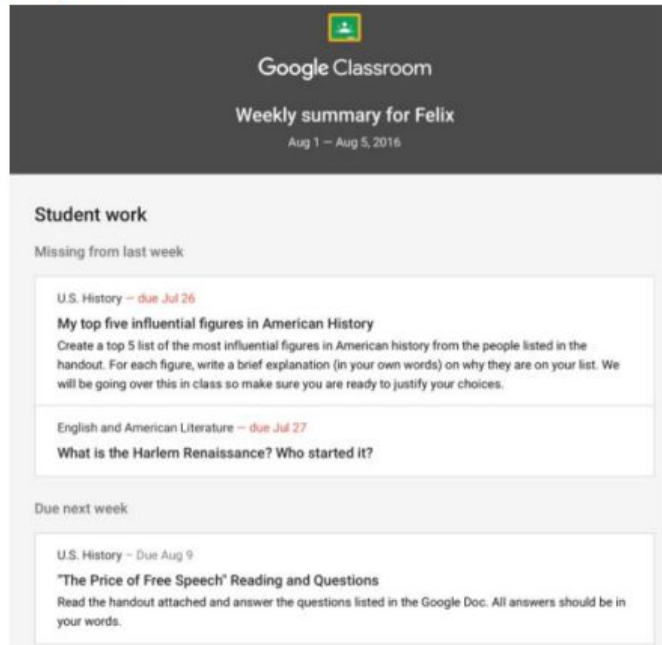 Google Classroom
Weekly summary for Felix
Aug 1 — Aug 5, 2016
Student work
Missing from last week
U.S. History – due Jul 26
My top five influential figures in American History
Create a top 5 list of the most influential figures in American history from the people listed in the
handout. For each figure, write a brief explanation (in your own words) on why they are on your list. We
will be going over this in class so make sure you are ready to justify your choices.
English and American Literature – due Jul 27
What is the Harlem Renaissance? Who started it?
Due next week
U.S. History – Due Aug 9
"The Price of Free Speech" Reading and Questions
Read the handout attached and answer the questions listed in the Google Doc. All answers should be in
your words.